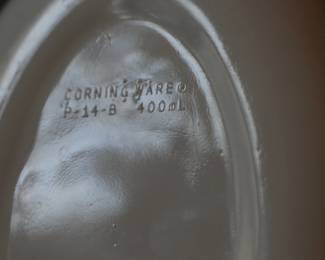 CORNING WARE®
P-14-B 400mL